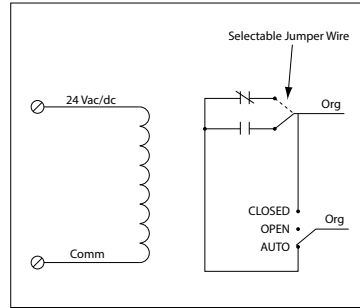 Selectable Jumper Wire
24 Vac/dc
Org
CLOSED
OPEN
Org
AUTO
Comm